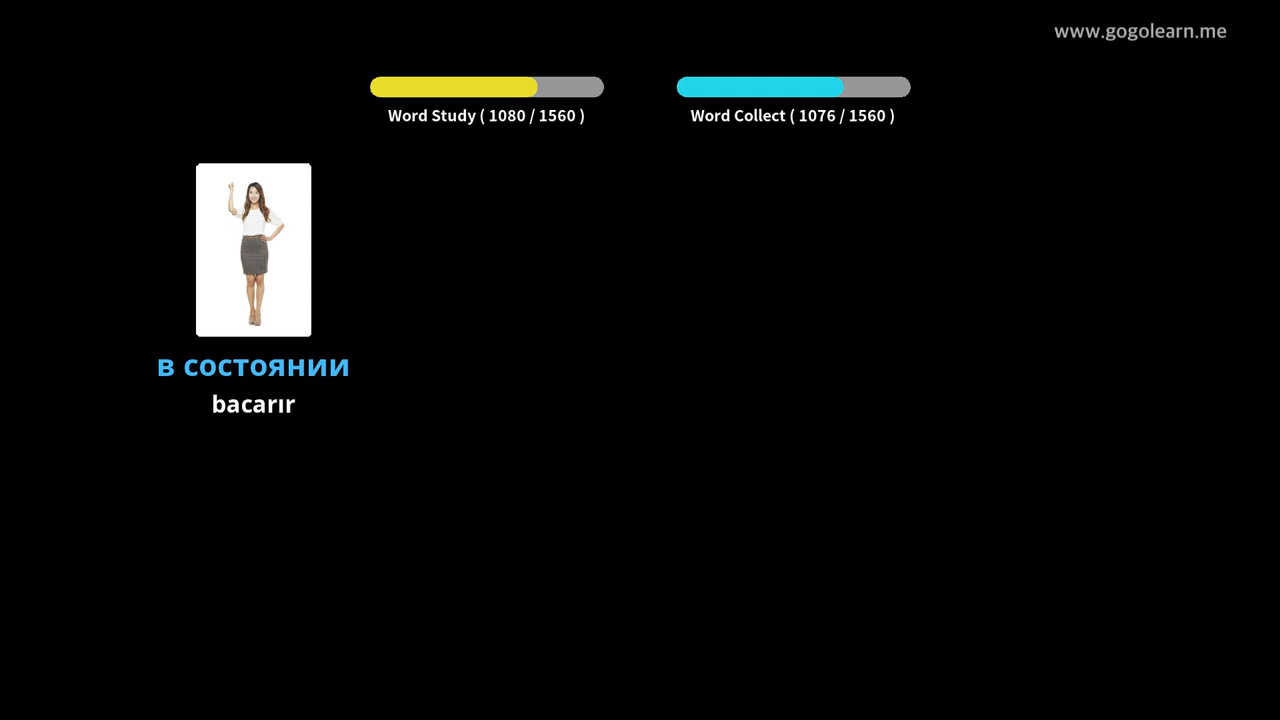 www.gogolearn.me
Word Study ( 1080 / 1560 )
Word Collect ( 1076 / 1560 )
в состоянии
bacarır